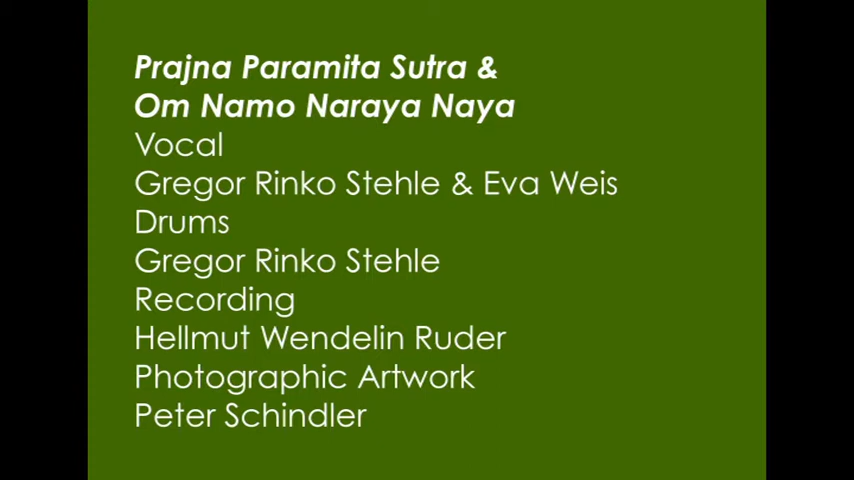 Prajna Paramita Sutra &
Om Namo Naraya Naya
Vocal
Gregor Rinko Stehle & Eva Weis
Drums
Gregor Rinko Stehle
Recording
Hellmut Wendelin Ruder
Photographic Artwork
Peter Schindler